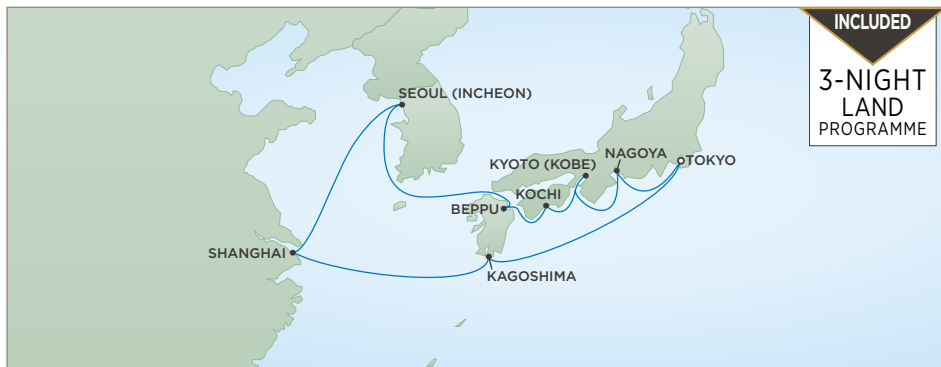 INCLUDED
3-NIGHT
LAND
PROGRAMME
SEOUL (INCHEON)
NAGOYA
KYOTO (KOBE)
TOKYO
KOCHI
BEPPU
SHANGHAI
KAGOSHIMA